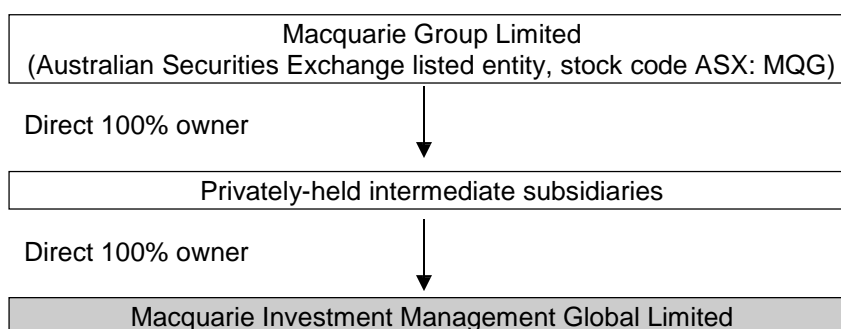 Macquarie Group Limited
(Australian Securities Exchange listed entity, stock code ASX: MQG)
Direct 100% owner
Privately-held intermediate subsidiaries
Direct 100% owner
Macquarie Investment Management Global Limited